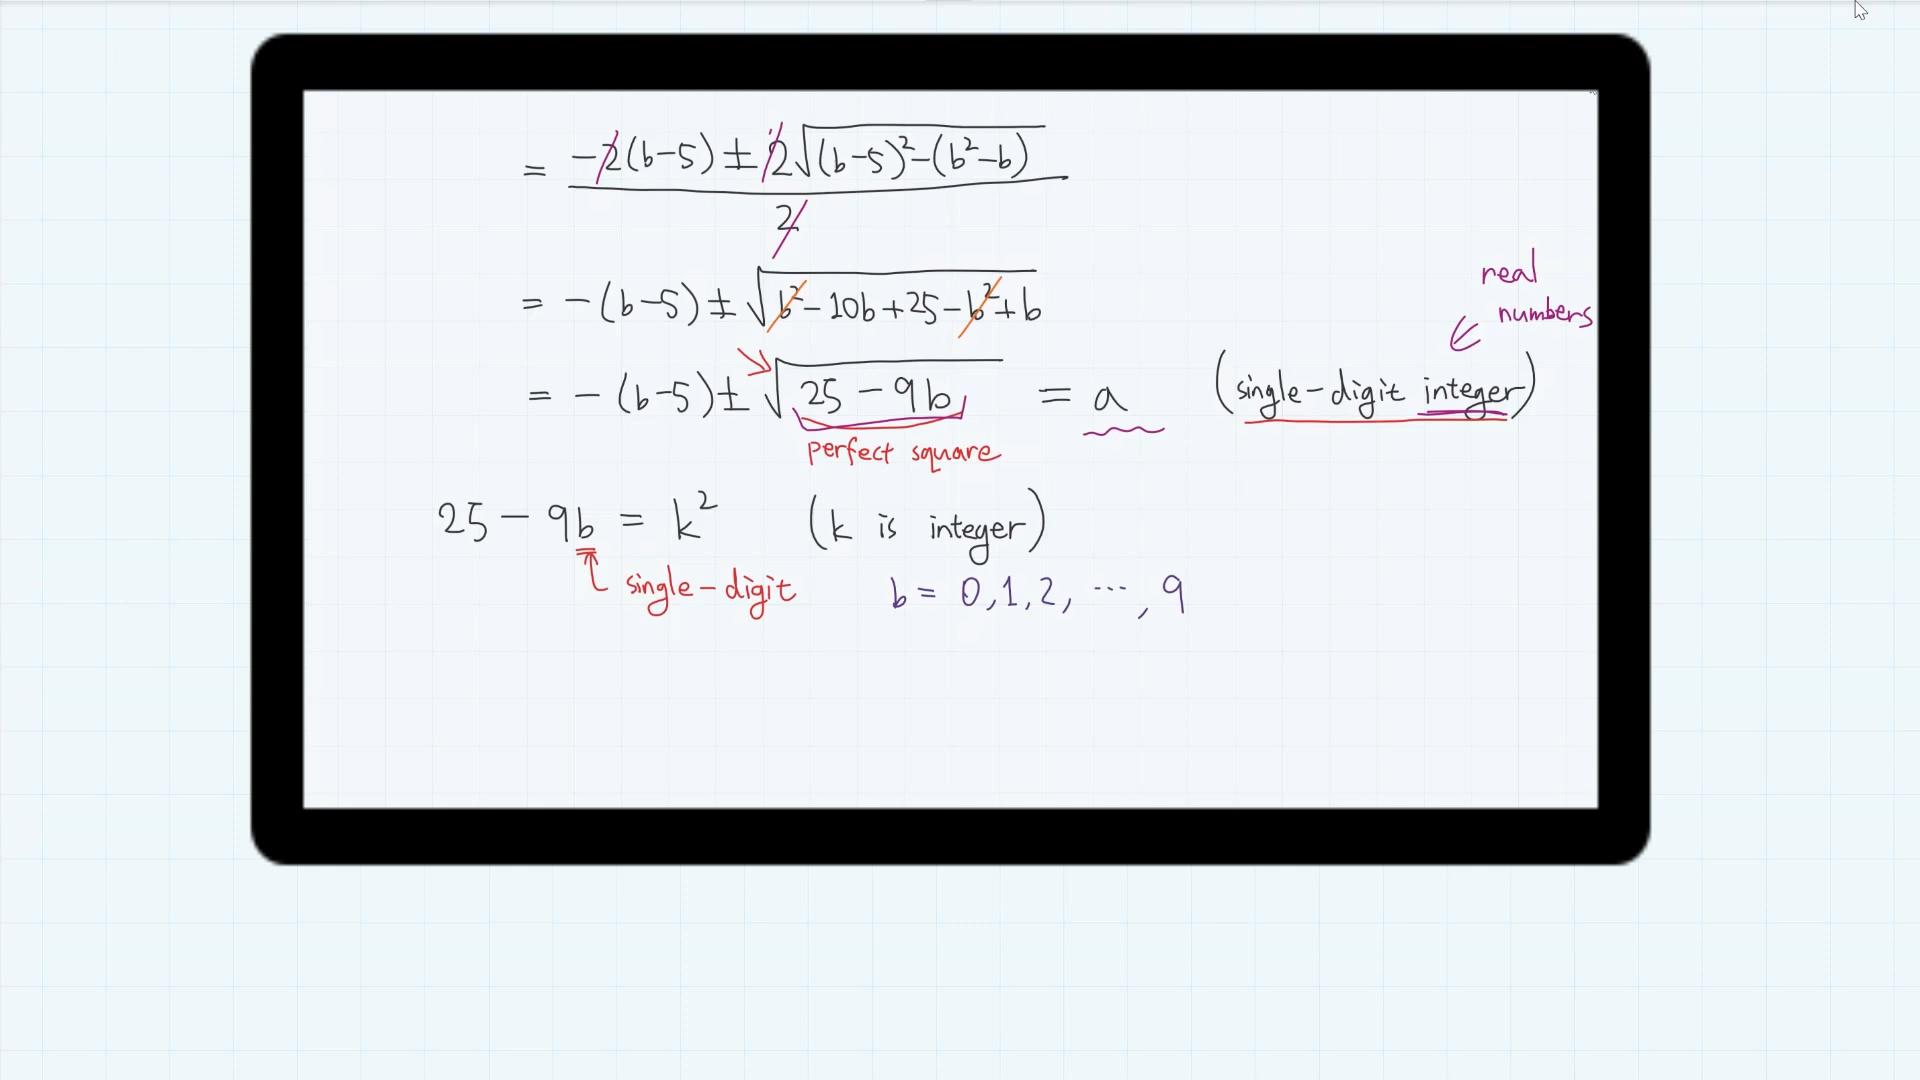 = −2(b−5) ± 2√((b−5)²−(b²−b)) / 2
real
numbers
= −(b−5) ± √(b²−10b+25−b²+b)
= −(b−5) ± √(25−9b) = a (single-digit integer)
perfect square
25 − 9b = k² (k is integer)
single-digit b = 0,1,2, ⋯, 9